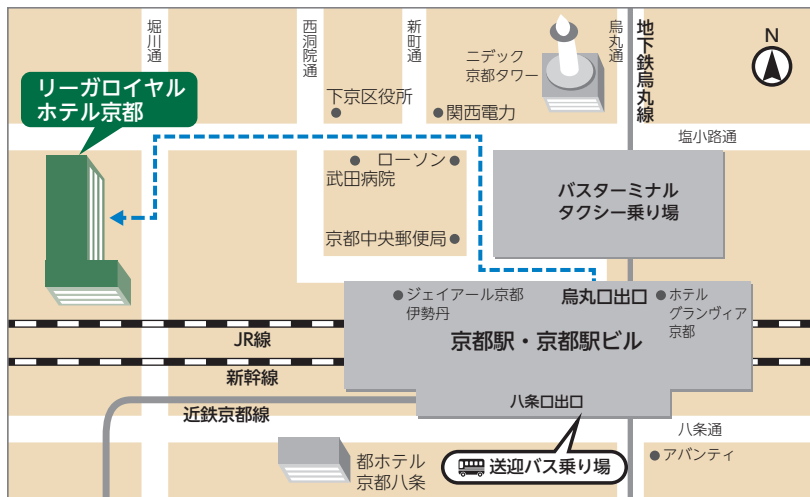 堀川通
西洞院通
新町通
烏丸通
地下鉄烏丸線
N
ニデック
京都タワー
リーガロイヤル
ホテル京都
下京区役所
関西電力
塩小路通
ローソン
武田病院
バスターミナル
タクシー乗り場
京都中央郵便局
ジェイアール京都
伊勢丹
烏丸口出口
ホテル
グランヴィア
京都
JR線
京都駅・京都駅ビル
新幹線
近鉄京都線
八条口出口
八条通
都ホテル
京都八条
送迎バス乗り場
アバンティ